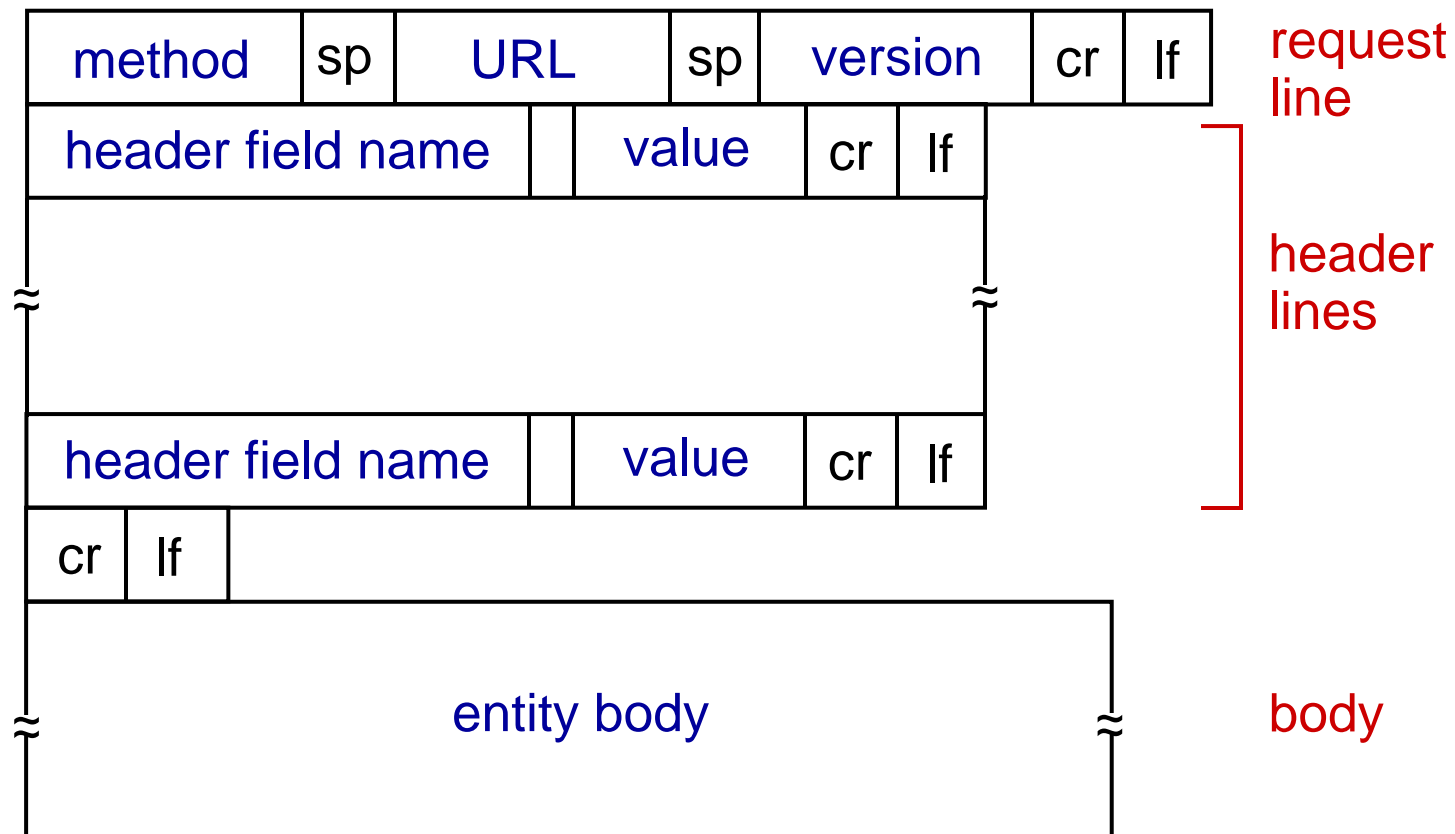 method sp URL sp version cr lf request
line
header field name value cr lf
header
lines
header field name value cr lf
cr lf
entity body body